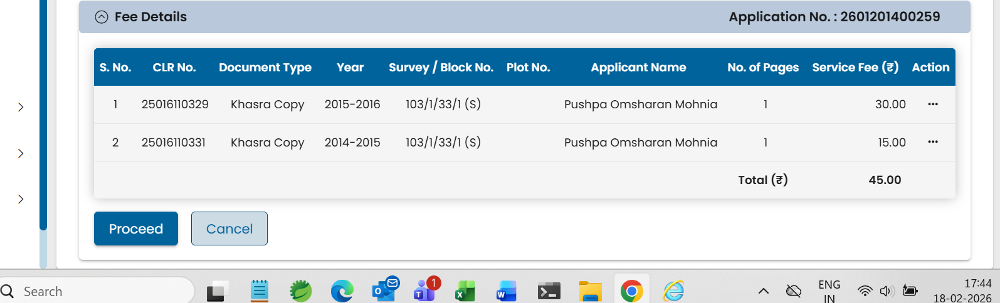 Fee Details Application No. : 2601201400259
S. No. CLR No. Document Type Year Survey / Block No. Plot No. Applicant Name No. of Pages Service Fee (₹) Action
1 25016110329 Khasra Copy 2015-2016 103/1/33/1 (S) Pushpa Omsharan Mohnia 1 30.00 ···
2 25016110331 Khasra Copy 2014-2015 103/1/33/1 (S) Pushpa Omsharan Mohnia 1 15.00 ···
Total (₹) 45.00
Proceed Cancel
Search 1 ENG 17:44
IN 18-02-2026